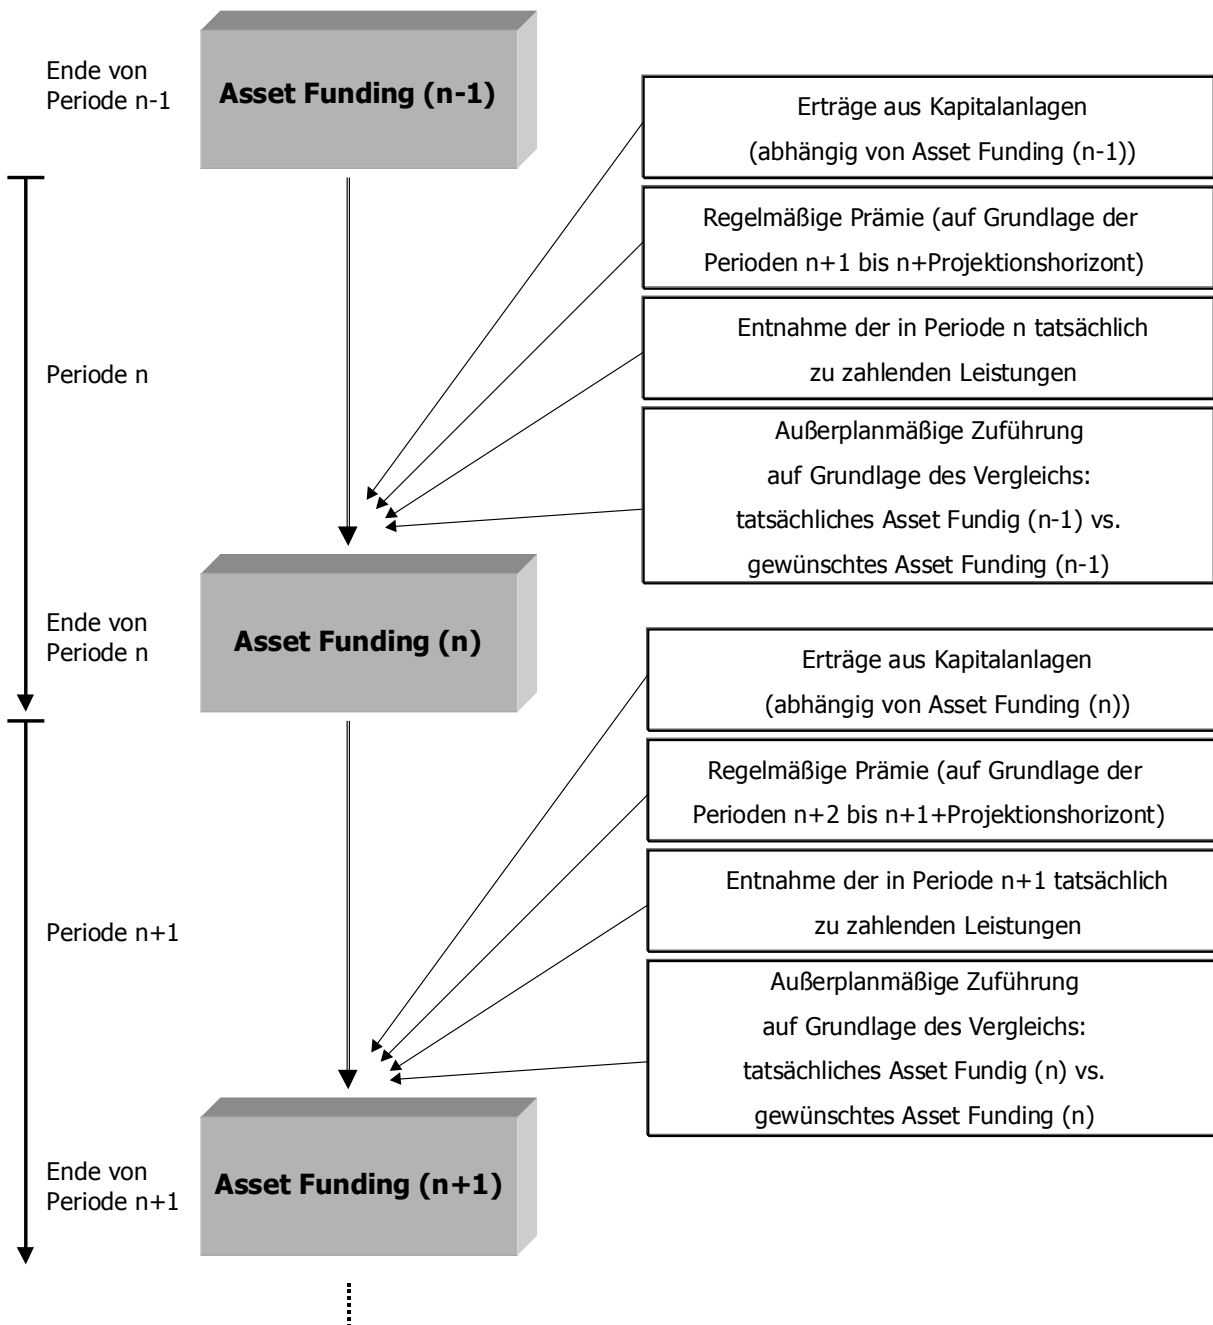 Ende von
Periode n-1
Asset Funding (n-1)
Erträge aus Kapitalanlagen
(abhängig von Asset Funding (n-1))
Regelmäßige Prämie (auf Grundlage der
Perioden n+1 bis n+Projektionshorizont)
Entnahme der in Periode n tatsächlich
zu zahlenden Leistungen
Periode n
Außerplanmäßige Zuführung
auf Grundlage des Vergleichs:
tatsächliches Asset Fundig (n-1) vs.
gewünschtes Asset Funding (n-1)
Ende von
Periode n
Asset Funding (n)
Erträge aus Kapitalanlagen
(abhängig von Asset Funding (n))
Regelmäßige Prämie (auf Grundlage der
Perioden n+2 bis n+1+Projektionshorizont)
Entnahme der in Periode n+1 tatsächlich
zu zahlenden Leistungen
Periode n+1
Außerplanmäßige Zuführung
auf Grundlage des Vergleichs:
tatsächliches Asset Fundig (n) vs.
gewünschtes Asset Funding (n)
Ende von
Periode n+1
Asset Funding (n+1)